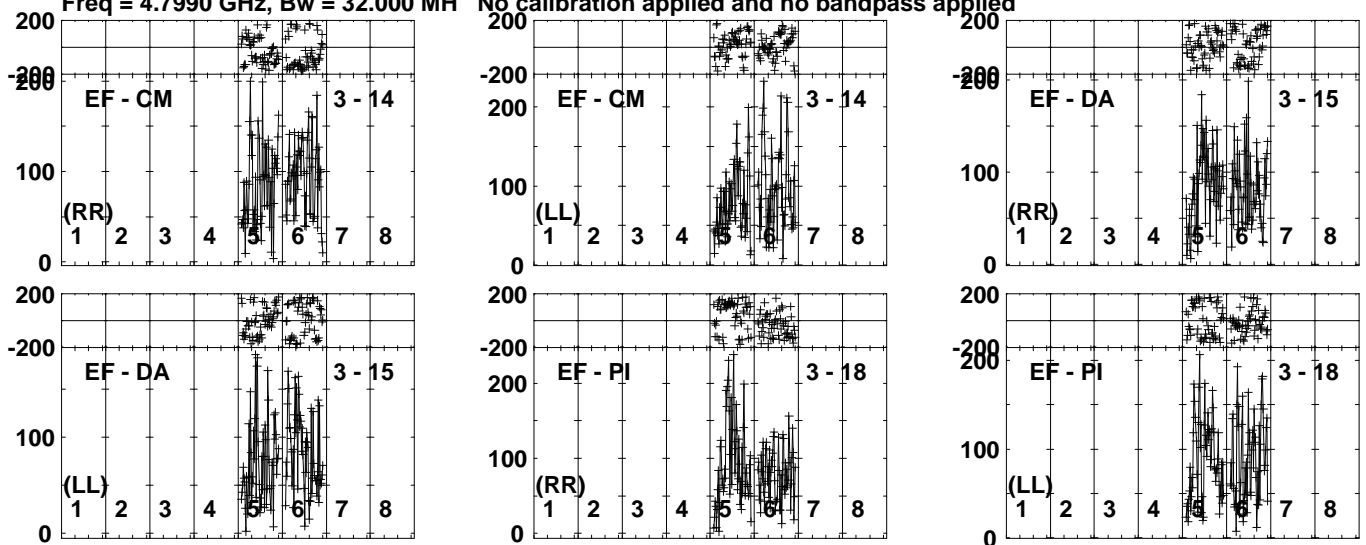 Freq = 4.7990 GHz, Bw = 32.000 MH No calibration applied and no bandpass applied
200
-200
200
100
0
EF - CM 3 - 14
(RR)
1 2 3 4 5 6 7 8
200
-200
200
100
0
EF - CM 3 - 14
(LL)
1 2 3 4 5 6 7 8
200
-200
200
100
0
EF - DA 3 - 15
(RR)
1 2 3 4 5 6 7 8
200
-200
100
0
EF - DA 3 - 15
(LL)
1 2 3 4 5 6 7 8
200
-200
200
100
0
EF - PI 3 - 18
(RR)
1 2 3 4 5 6 7 8
200
-200
200
100
0
EF - PI 3 - 18
(LL)
1 2 3 4 5 6 7 8